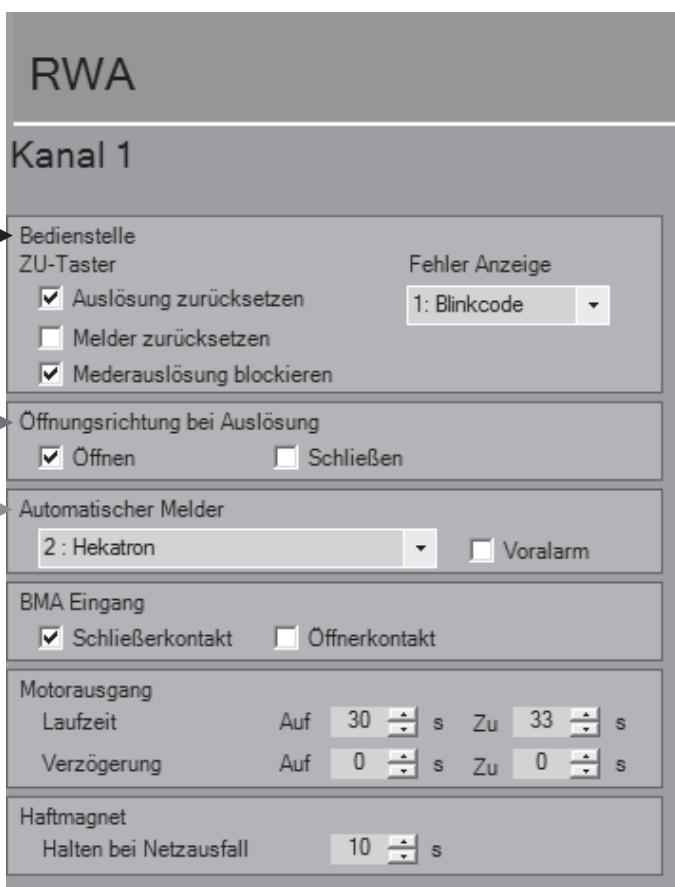 RWA
Kanal 1
Bedienstelle
ZU-Taster Fehler Anzeige
Auslösung zurücksetzen 1: Blinkcode
Melder zurücksetzen
Mederauslösung blockieren
Öffnungsrichtung bei Auslösung
Öffnen Schließen
Automatischer Melder
2 : Hekatron Voralarm
BMA Eingang
Schließerkontakt Öffnerkontakt
Motorausgang
Laufzeit Auf 30 s Zu 33 s
Verzögerung Auf 0 s Zu 0 s
Haftmagnet
Halten bei Netzausfall 10 s